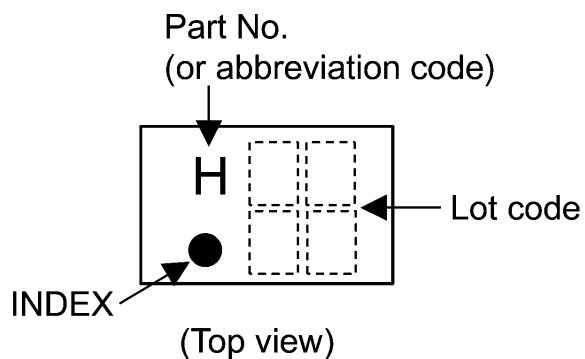 Part No.
(or abbreviation code)
H
Lot code
INDEX
(Top view)